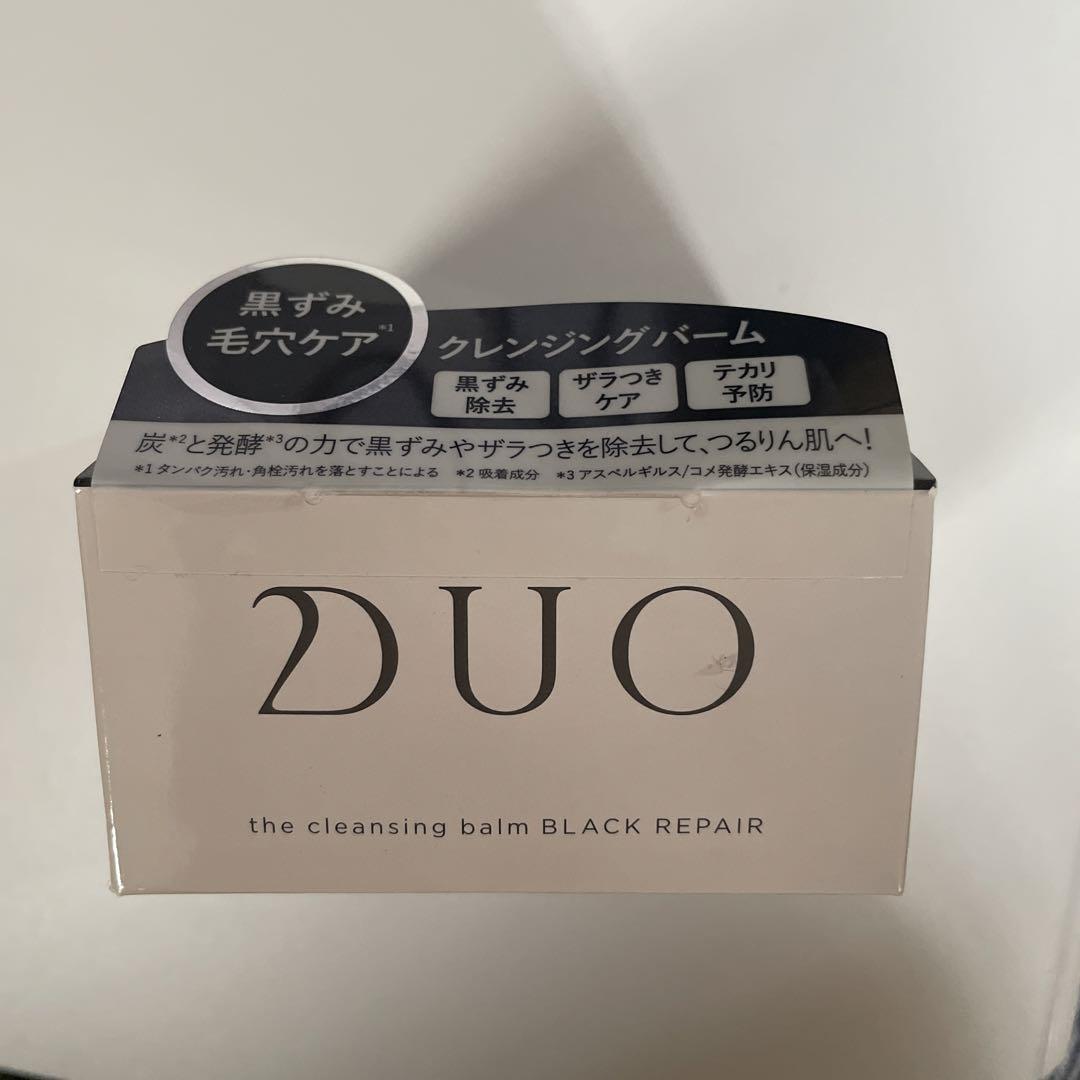 黒ずみ
毛穴ケア*1
クレンジングバーム
黒ずみ
除去
ザラつき
ケア
テカリ
予防
炭*2と発酵*3の力で黒ずみやザラつきを除去して、つるりん肌へ!
*1 タンパク汚れ・角栓汚れを落とすことによる *2 吸着成分 *3 アスペルギルス/コメ発酵エキス(保湿成分)
DUO
the cleansing balm BLACK REPAIR